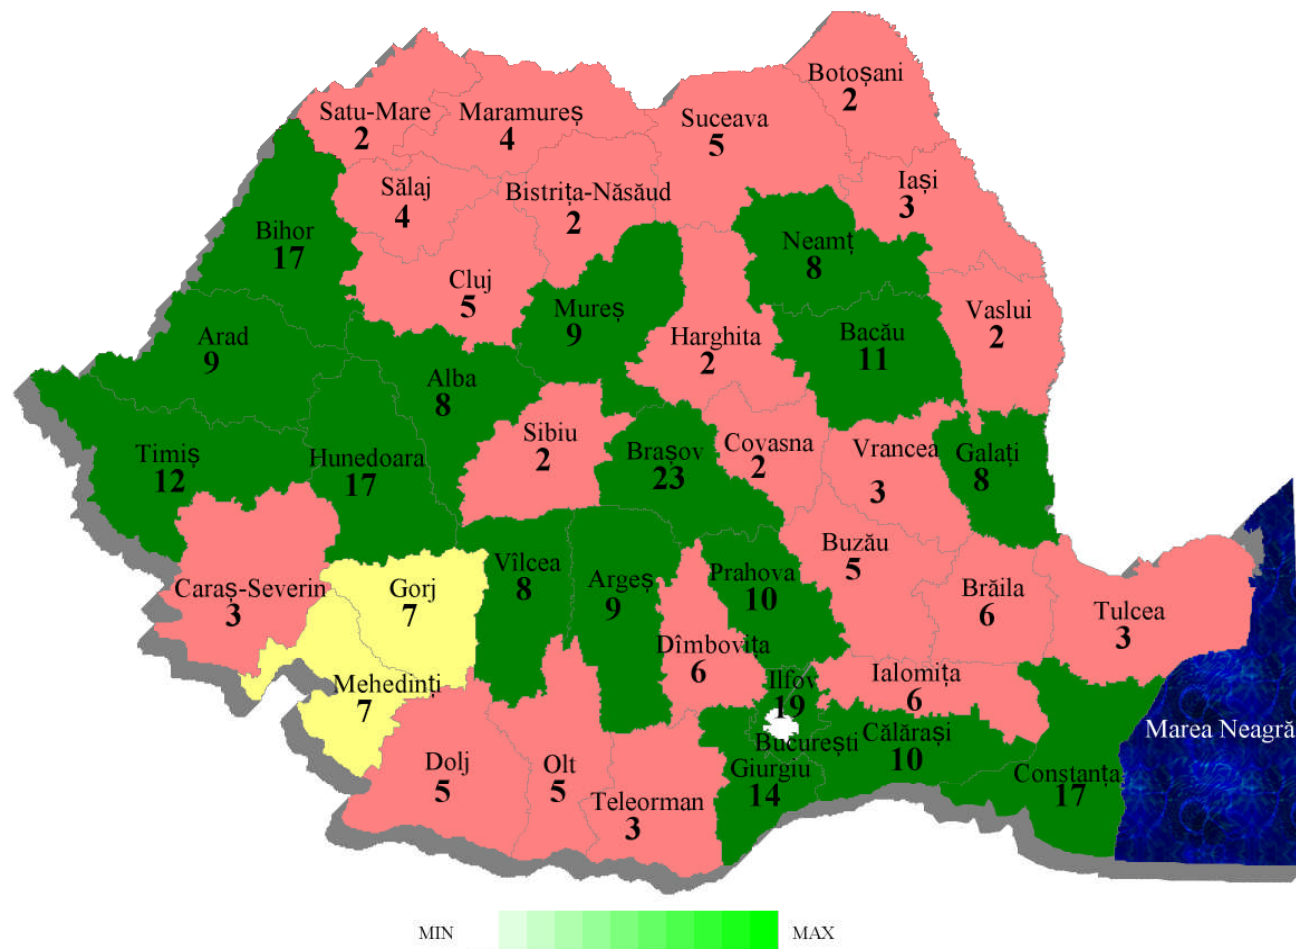 Botoșani
2
Satu-Mare
2
Maramureș
4
Suceava
5
Sălaj
4
Bistrița-Năsăud
2
Iași
3
Bihor
17
Neamț
8
Cluj
5
Mureș
9
Vaslui
2
Arad
9
Harghita
2
Bacău
11
Alba
8
Sibiu
2
Brașov
23
Covasna
2
Vrancea
3
Galați
8
Timiș
12
Hunedoara
17
Buzău
5
Vîlcea
8
Argeș
9
Prahova
10
Caraș-Severin
3
Gorj
7
Brăila
6
Tulcea
3
Dîmbovița
6
Ilfov
19
Ialomița
6
Mehedinți
7
Marea Neagră
București
Călărași
10
Dolj
5
Olt
5
Giurgiu
14
Constanța
17
Teleorman
3
MIN MAX